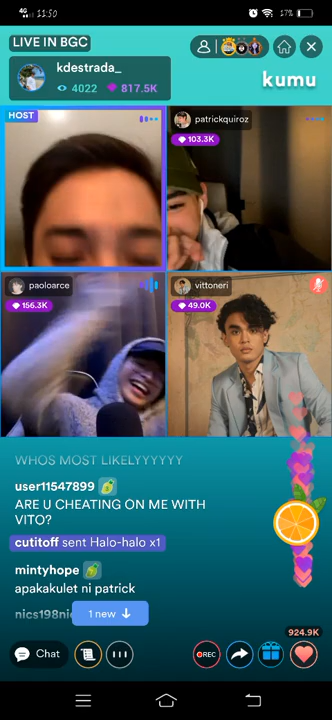 4G 11:50
17%
LIVE IN BGC
kdestrada_
4022 817.5K
kumu
HOST
patrickquiroz
103.3K
paoloarce
156.3K
vittoneri
49.0K
WHOS MOST LIKELYYYYYY
user11547899
ARE U CHEATING ON ME WITH
VITO?
cutitoff sent Halo-halo x1
mintyhope
apakakulet ni patrick
1 new
924.9K
Chat
REC